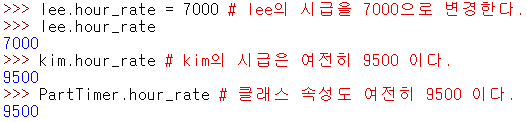 >>> lee.hour_rate = 7000 # lee의 시급을 7000으로 변경한다.
>>> lee.hour_rate
7000
>>> kim.hour_rate # kim의 시급은 여전히 9500 이다.
9500
>>> PartTimer.hour_rate # 클래스 속성도 여전히 9500 이다.
9500